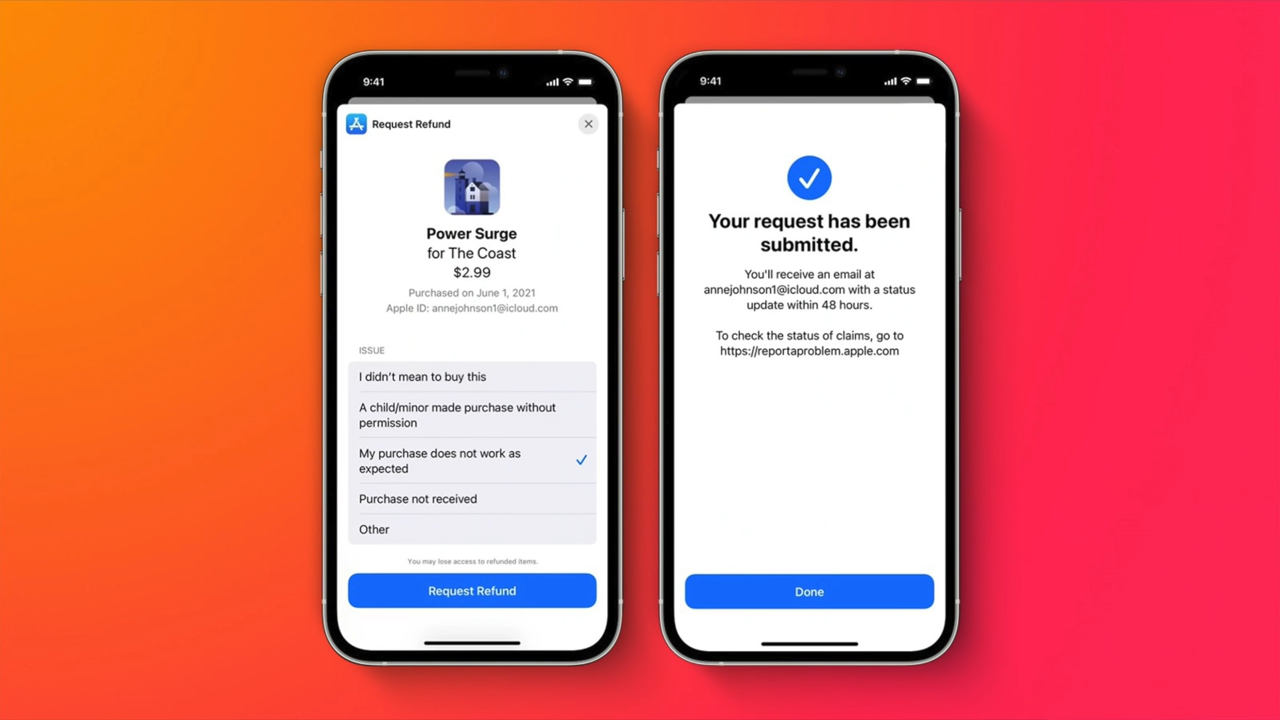 9:41
Request Refund
Power Surge
for The Coast
$2.99
Purchased on June 1, 2021
Apple ID: annejohnson1@icloud.com
ISSUE
I didn't mean to buy this
A child/minor made purchase without
permission
My purchase does not work as
expected
Purchase not received
Other
You may lose access to refunded items.
Request Refund
9:41
Your request has been
submitted.
You'll receive an email at
annejohnson1@icloud.com with a status
update within 48 hours.
To check the status of claims, go to
https://reportaproblem.apple.com
Done